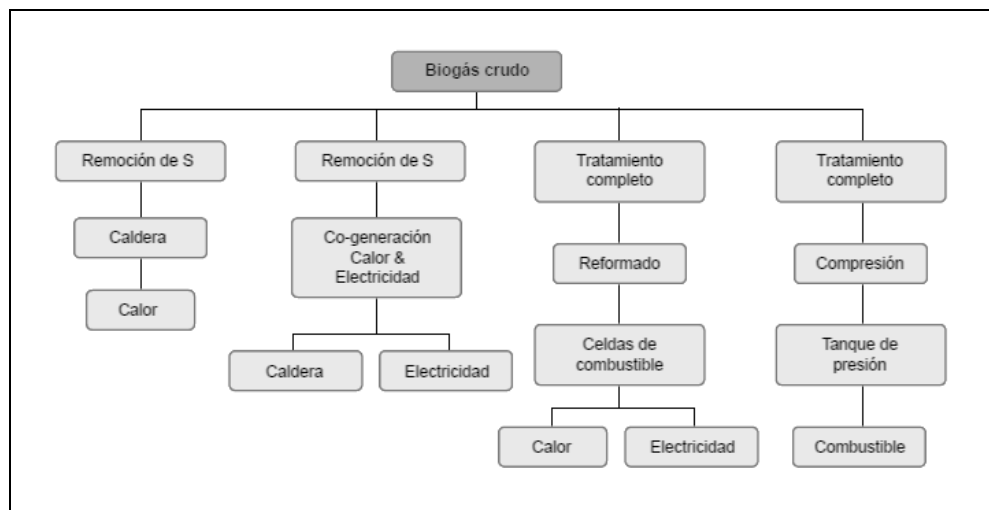 Biogás crudo
Remoción de S
Remoción de S
Tratamiento
completo
Tratamiento
completo
Caldera
Co-generación
Calor &
Electricidad
Reformado
Compresión
Calor
Caldera
Electricidad
Celdas de
combustible
Tanque de
presión
Calor
Electricidad
Combustible